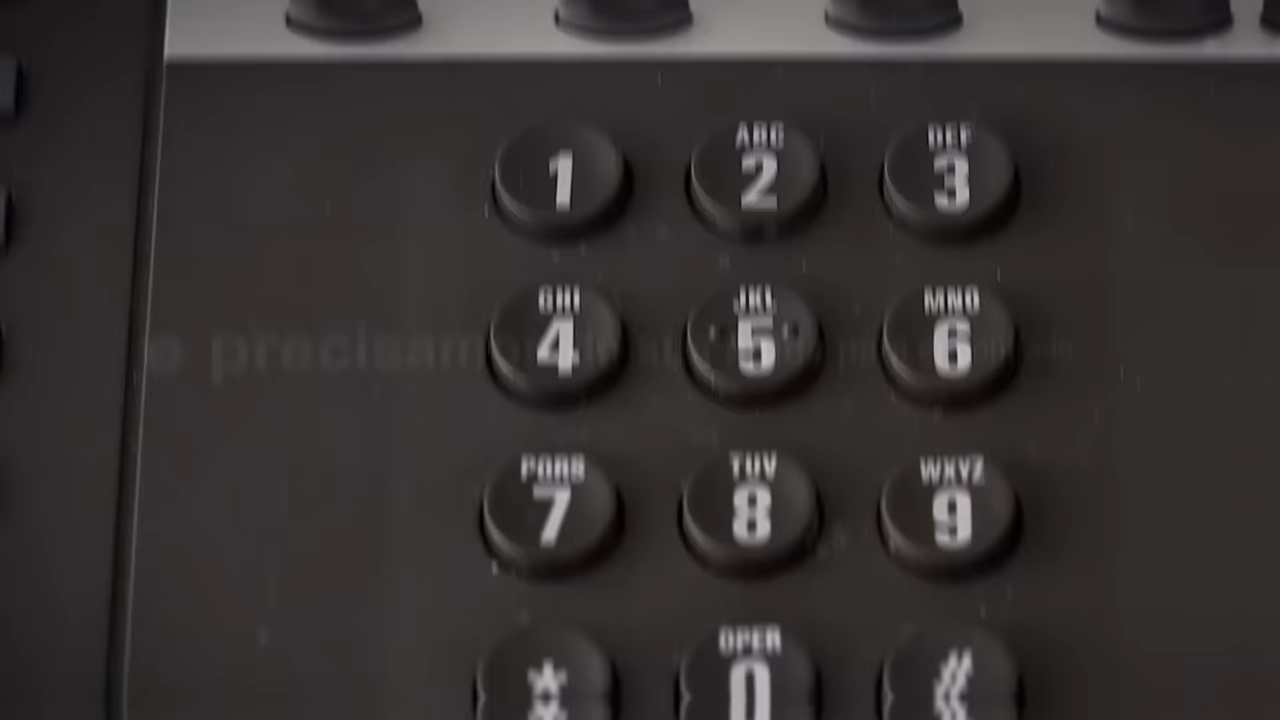 ABC DEF
1 2 3
GHI JKL MNO
4 5 6
PQRS TUV WXYZ
7 8 9
OPER
* 0 #